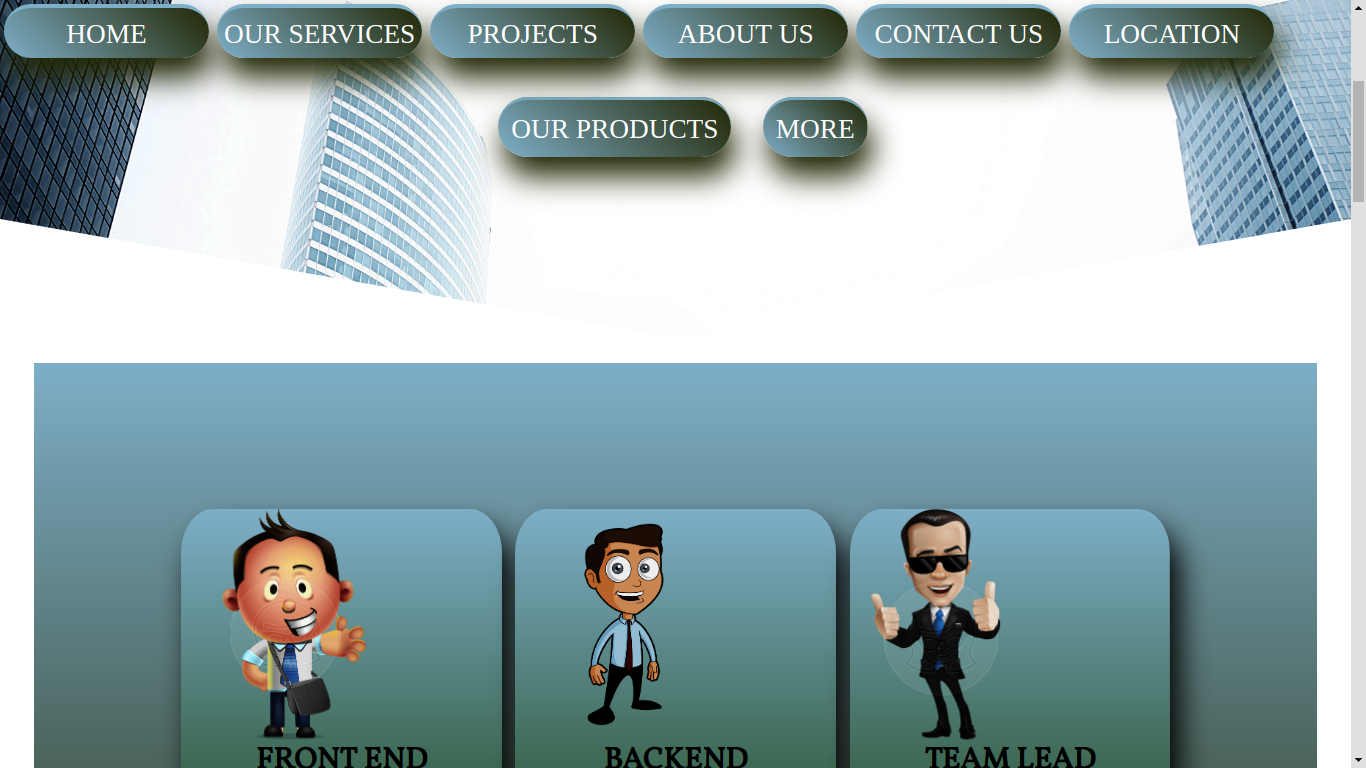 HOME OUR SERVICES PROJECTS ABOUT US CONTACT US LOCATION
OUR PRODUCTS MORE
FRONT END BACKEND TEAM LEAD